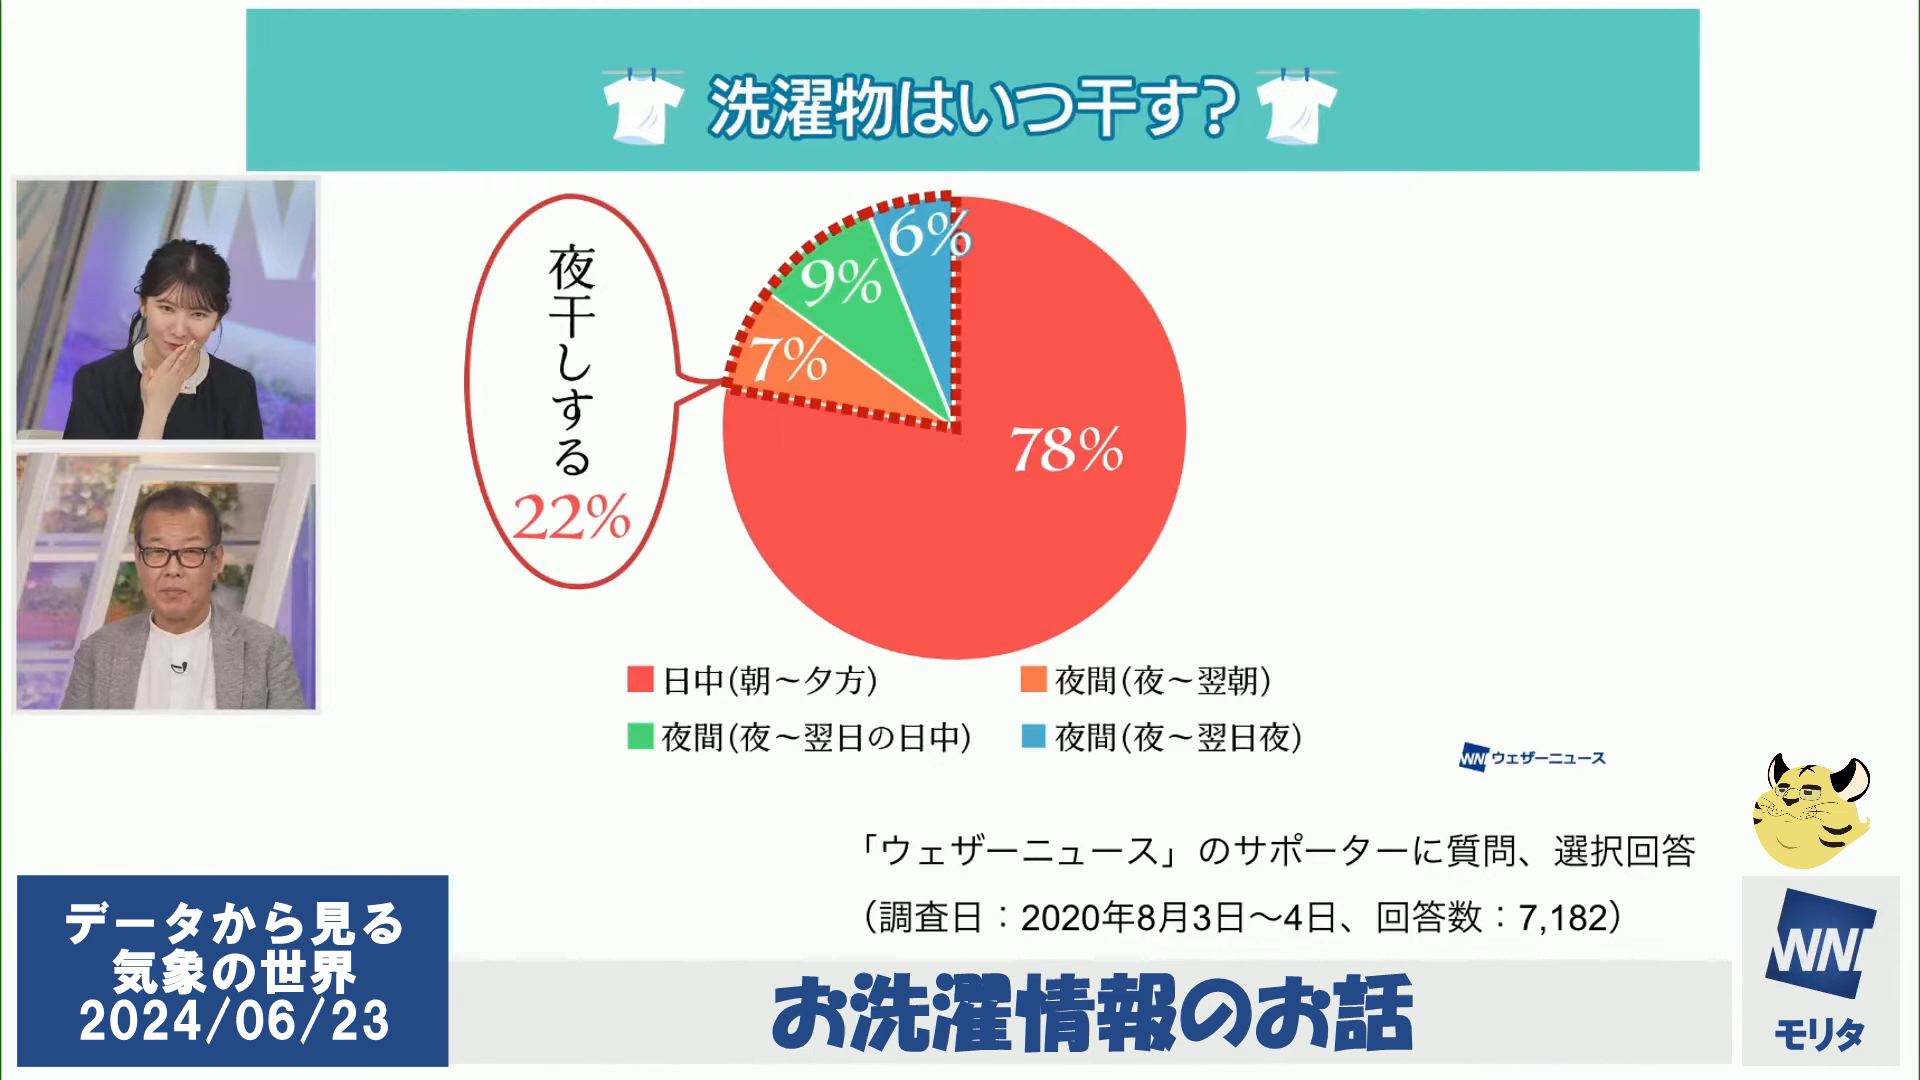 洗濯物はいつ干す?
夜干しする
22%
6%
9%
7%
78%
日中(朝～夕方)
夜間(夜～翌朝)
夜間(夜～翌日の日中)
夜間(夜～翌日夜)
WNI ウェザーニュース
「ウェザーニュース」のサポーターに質問、選択回答
（調査日：2020年8月3日～4日、回答数：7,182）
データから見る
気象の世界
2024/06/23
お洗濯情報のお話
WNI
モリタ